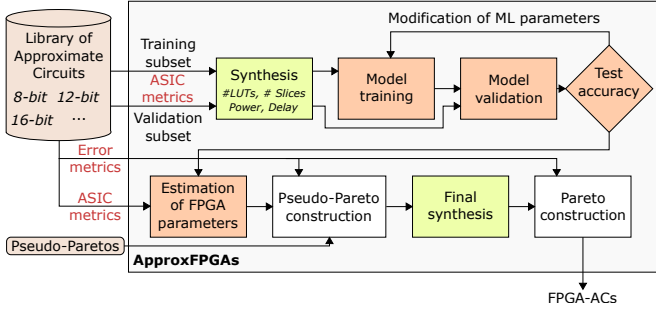 Library of
Approximate
Circuits
8-bit 12-bit
16-bit ...
Training
subset
ASIC
metrics
Validation
subset
Synthesis
#LUTs, # Slices
Power, Delay
Modification of ML parameters
Model
training
Model
validation
Test
accuracy
Error
metrics
ASIC
metrics
Estimation
of FPGA
parameters
Pseudo-Pareto
construction
Final
synthesis
Pareto
construction
Pseudo-Paretos
ApproxFPGAs
FPGA-ACs